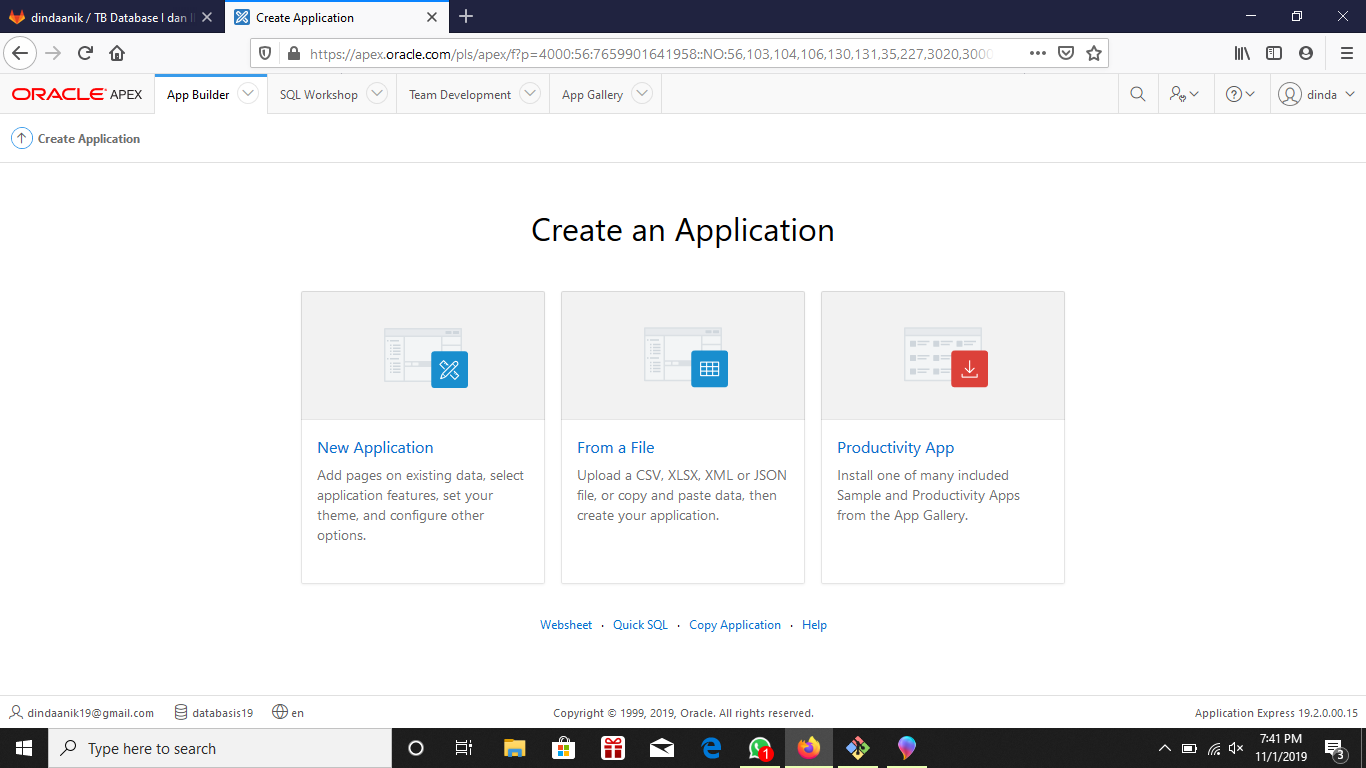 dindaanik / TB Database I dan II
Create Application
https://apex.oracle.com/pls/apex/f?p=4000:56:7659901641958::NO:56,103,104,106,130,131,35,227,3020,3000
ORACLE APEX
App Builder
SQL Workshop
Team Development
App Gallery
dinda
Create Application
Create an Application
New Application
Add pages on existing data, select
application features, set your
theme, and configure other
options.
From a File
Upload a CSV, XLSX, XML or JSON
file, or copy and paste data, then
create your application.
Productivity App
Install one of many included
Sample and Productivity Apps
from the App Gallery.
Websheet · Quick SQL · Copy Application · Help
dindaanik19@gmail.com databasis19 en
Copyright © 1999, 2019, Oracle. All rights reserved.
Application Express 19.2.0.00.15
Type here to search
1
7:41 PM
11/1/2019
3